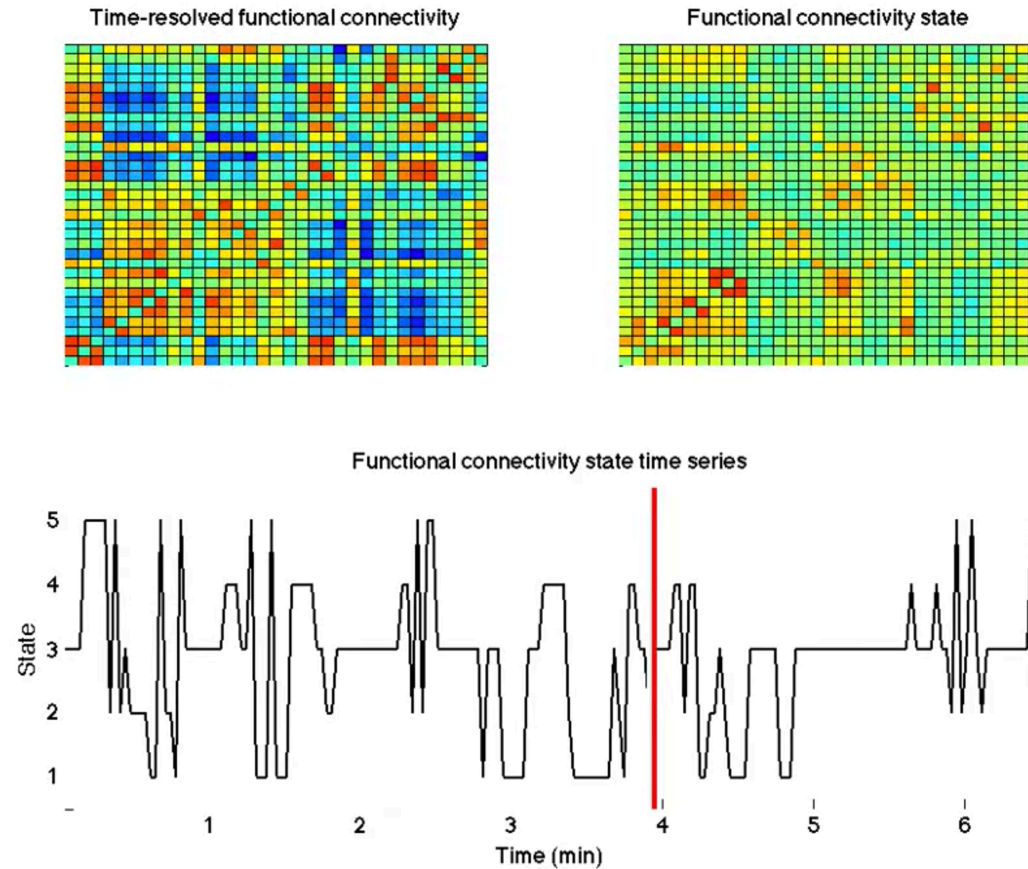 Time-resolved functional connectivity
Functional connectivity state
Functional connectivity state time series
State
5
4
3
2
1
1 2 3 4 5 6
Time (min)